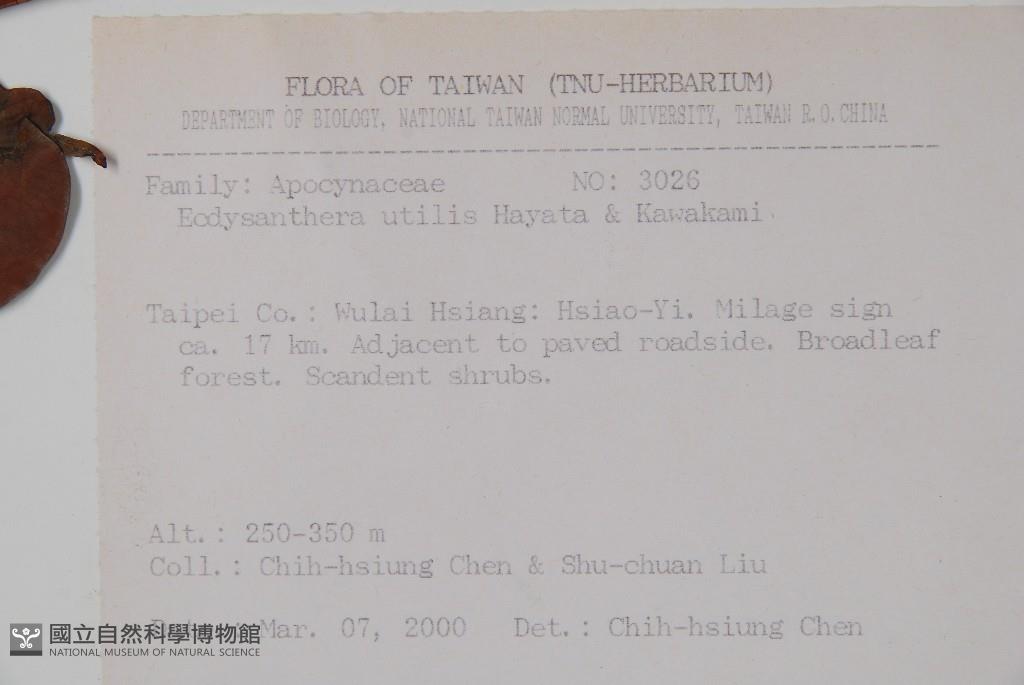 FLORA OF TAIWAN (TNU-HERBARIUM)
DEPARTMENT OF BIOLOGY, NATIONAL TAIWAN NORMAL UNIVERSITY, TAIWAN R.O.CHINA
Family: Apocynaceae NO: 3026
Ecdysanthera utilis Hayata & Kawakami
Taipei Co.: Wulai Hsiang: Hsiao-Yi. Milage sign
ca. 17 km. Adjacent to paved roadside. Broadleaf
forest. Scandent shrubs.
Alt.: 250-350 m
Coll.: Chih-hsiung Chen & Shu-chuan Liu
Mar. 07, 2000 Det.: Chih-hsiung Chen
國立自然科學博物館
NATIONAL MUSEUM OF NATURAL SCIENCE